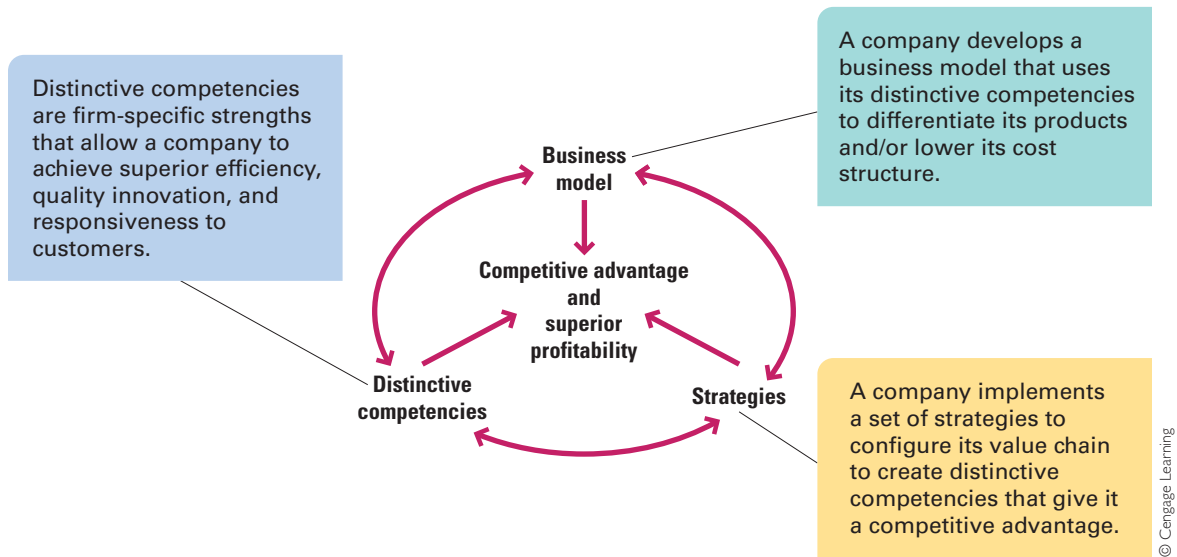 Distinctive competencies
are firm-specific strengths
that allow a company to
achieve superior efficiency,
quality innovation, and
responsiveness to
customers.
A company develops a
business model that uses
its distinctive competencies
to differentiate its products
and/or lower its cost
structure.
Business
model
Competitive advantage
and
superior
profitability
Distinctive
competencies
Strategies
A company implements
a set of strategies to
configure its value chain
to create distinctive
competencies that give it
a competitive advantage.
© Cengage Learning